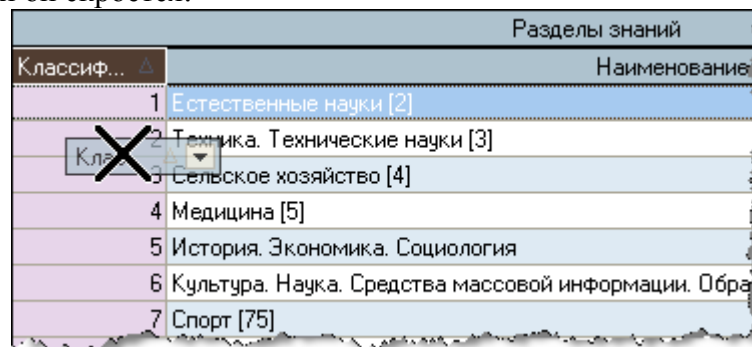 Разделы знаний
Классиф... Наименование
1 Естественные науки [2]
2 Техника. Технические науки [3]
3 Сельское хозяйство [4]
4 Медицина [5]
5 История. Экономика. Социология
6 Культура. Наука. Средства массовой информации. Обра
7 Спорт [75]